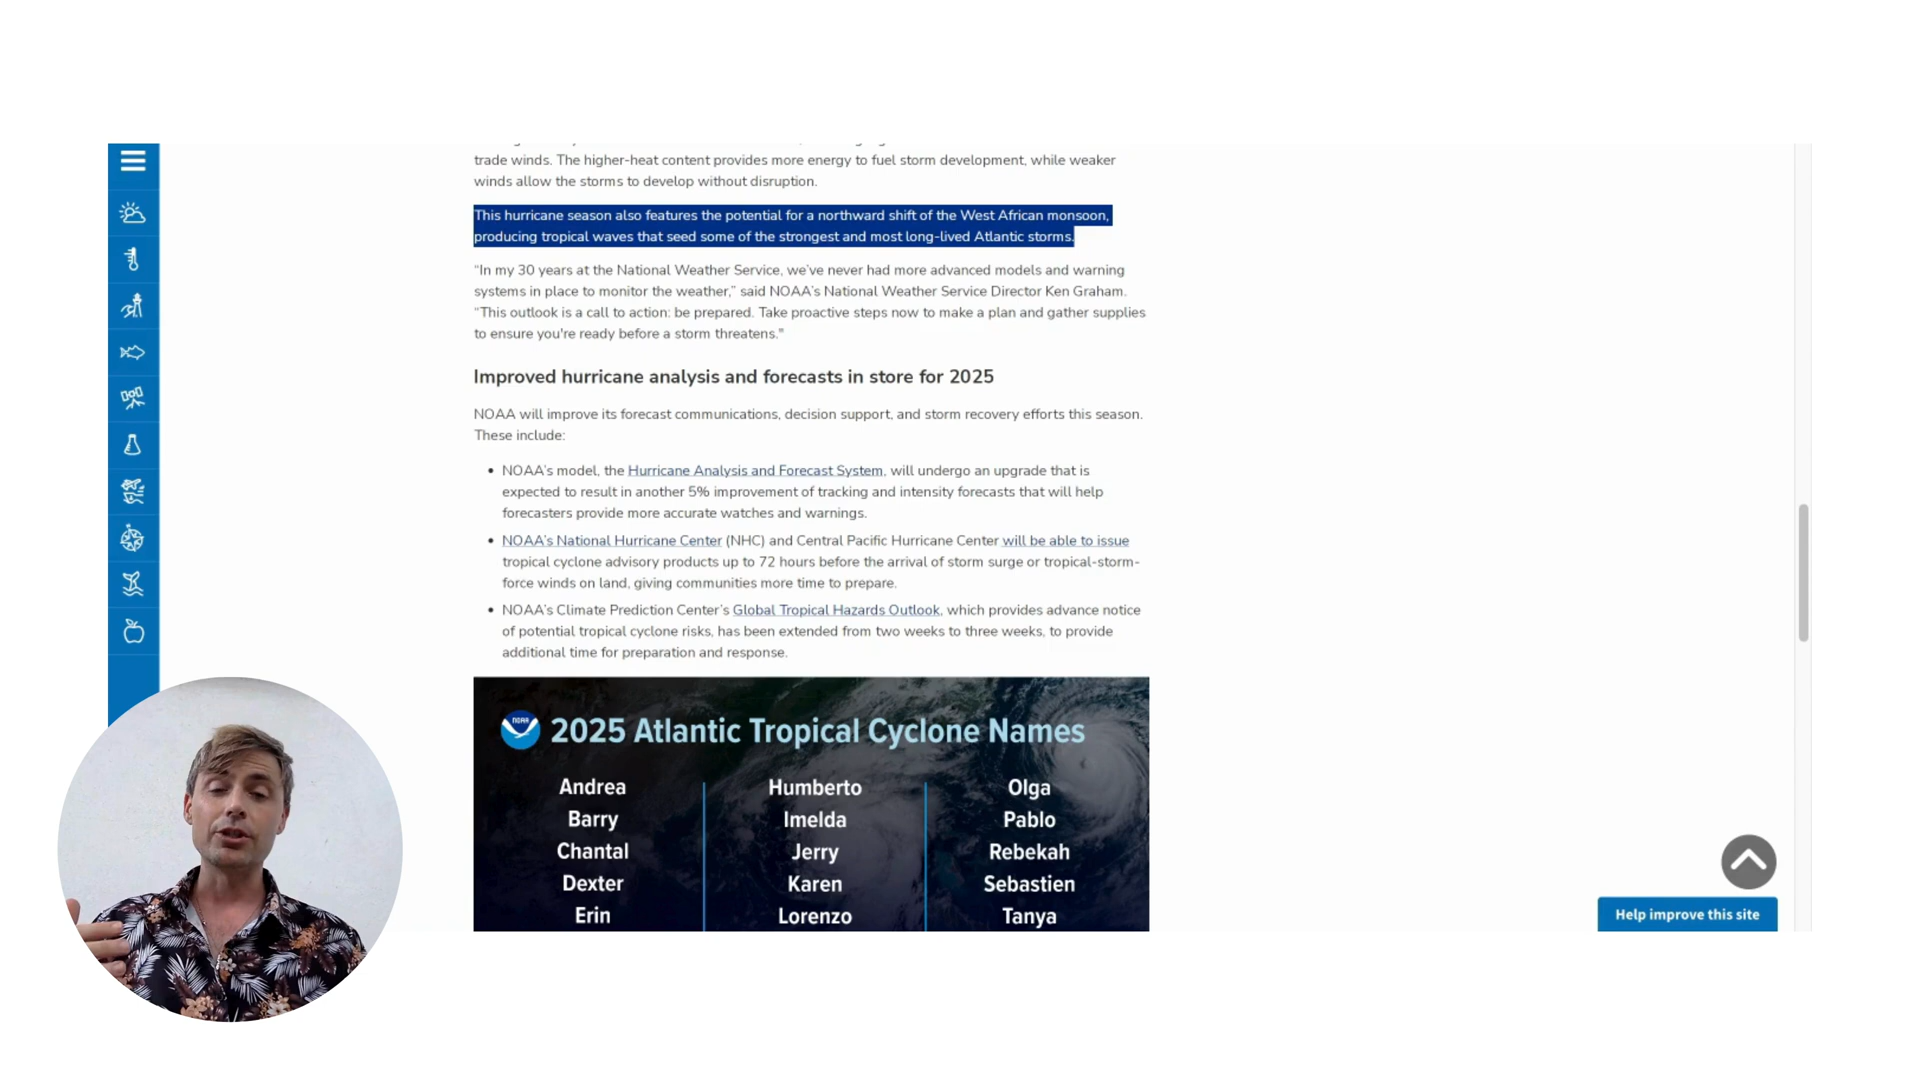 trade winds. The higher-heat content provides more energy to fuel storm development, while weaker
winds allow the storms to develop without disruption.
This hurricane season also features the potential for a northward shift of the West African monsoon,
producing tropical waves that seed some of the strongest and most long-lived Atlantic storms.
“In my 30 years at the National Weather Service, we’ve never had more advanced models and warning
systems in place to monitor the weather,” said NOAA’s National Weather Service Director Ken Graham.
“This outlook is a call to action: be prepared. Take proactive steps now to make a plan and gather supplies
to ensure you're ready before a storm threatens."
Improved hurricane analysis and forecasts in store for 2025
NOAA will improve its forecast communications, decision support, and storm recovery efforts this season.
These include:
• NOAA’s model, the Hurricane Analysis and Forecast System, will undergo an upgrade that is
expected to result in another 5% improvement of tracking and intensity forecasts that will help
forecasters provide more accurate watches and warnings.
• NOAA’s National Hurricane Center (NHC) and Central Pacific Hurricane Center will be able to issue
tropical cyclone advisory products up to 72 hours before the arrival of storm surge or tropical-storm-
force winds on land, giving communities more time to prepare.
• NOAA’s Climate Prediction Center’s Global Tropical Hazards Outlook, which provides advance notice
of potential tropical cyclone risks, has been extended from two weeks to three weeks, to provide
additional time for preparation and response.
NOAA
2025 Atlantic Tropical Cyclone Names
Andrea
Barry
Chantal
Dexter
Erin
Humberto
Imelda
Jerry
Karen
Lorenzo
Olga
Pablo
Rebekah
Sebastien
Tanya
Help improve this site